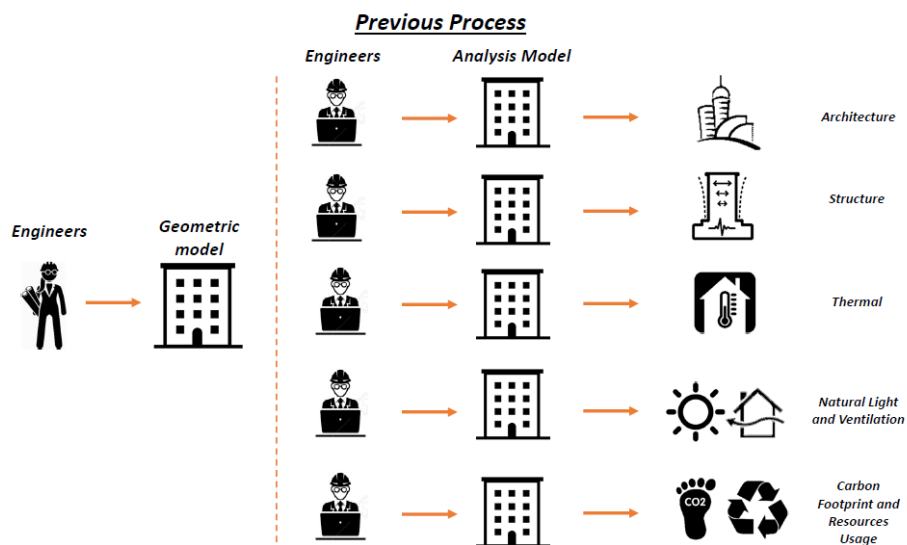 Previous Process
Engineers
Analysis Model
Architecture
Structure
Engineers
Geometric
model
Thermal
Natural Light
and Ventilation
CO2
Carbon
Footprint and
Resources
Usage